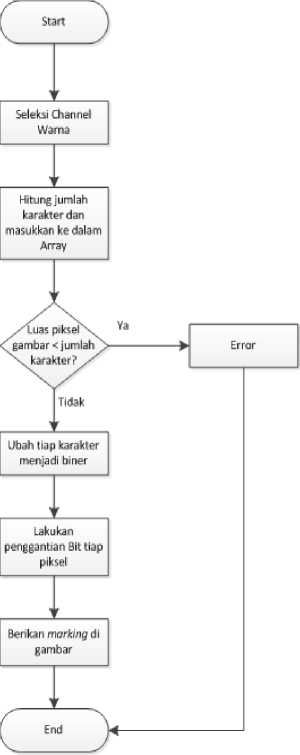 Start
Seleksi Channel
Warna
Hitung jumlah
karakter dan
masukkan ke dalam
Array
Luas piksel
gambar < jumlah
karakter?
Ya
Error
Tidak
Ubah tiap karakter
menjadi biner
Lakukan
penggantian Bit tiap
piksel
Berikan marking di
gambar
End